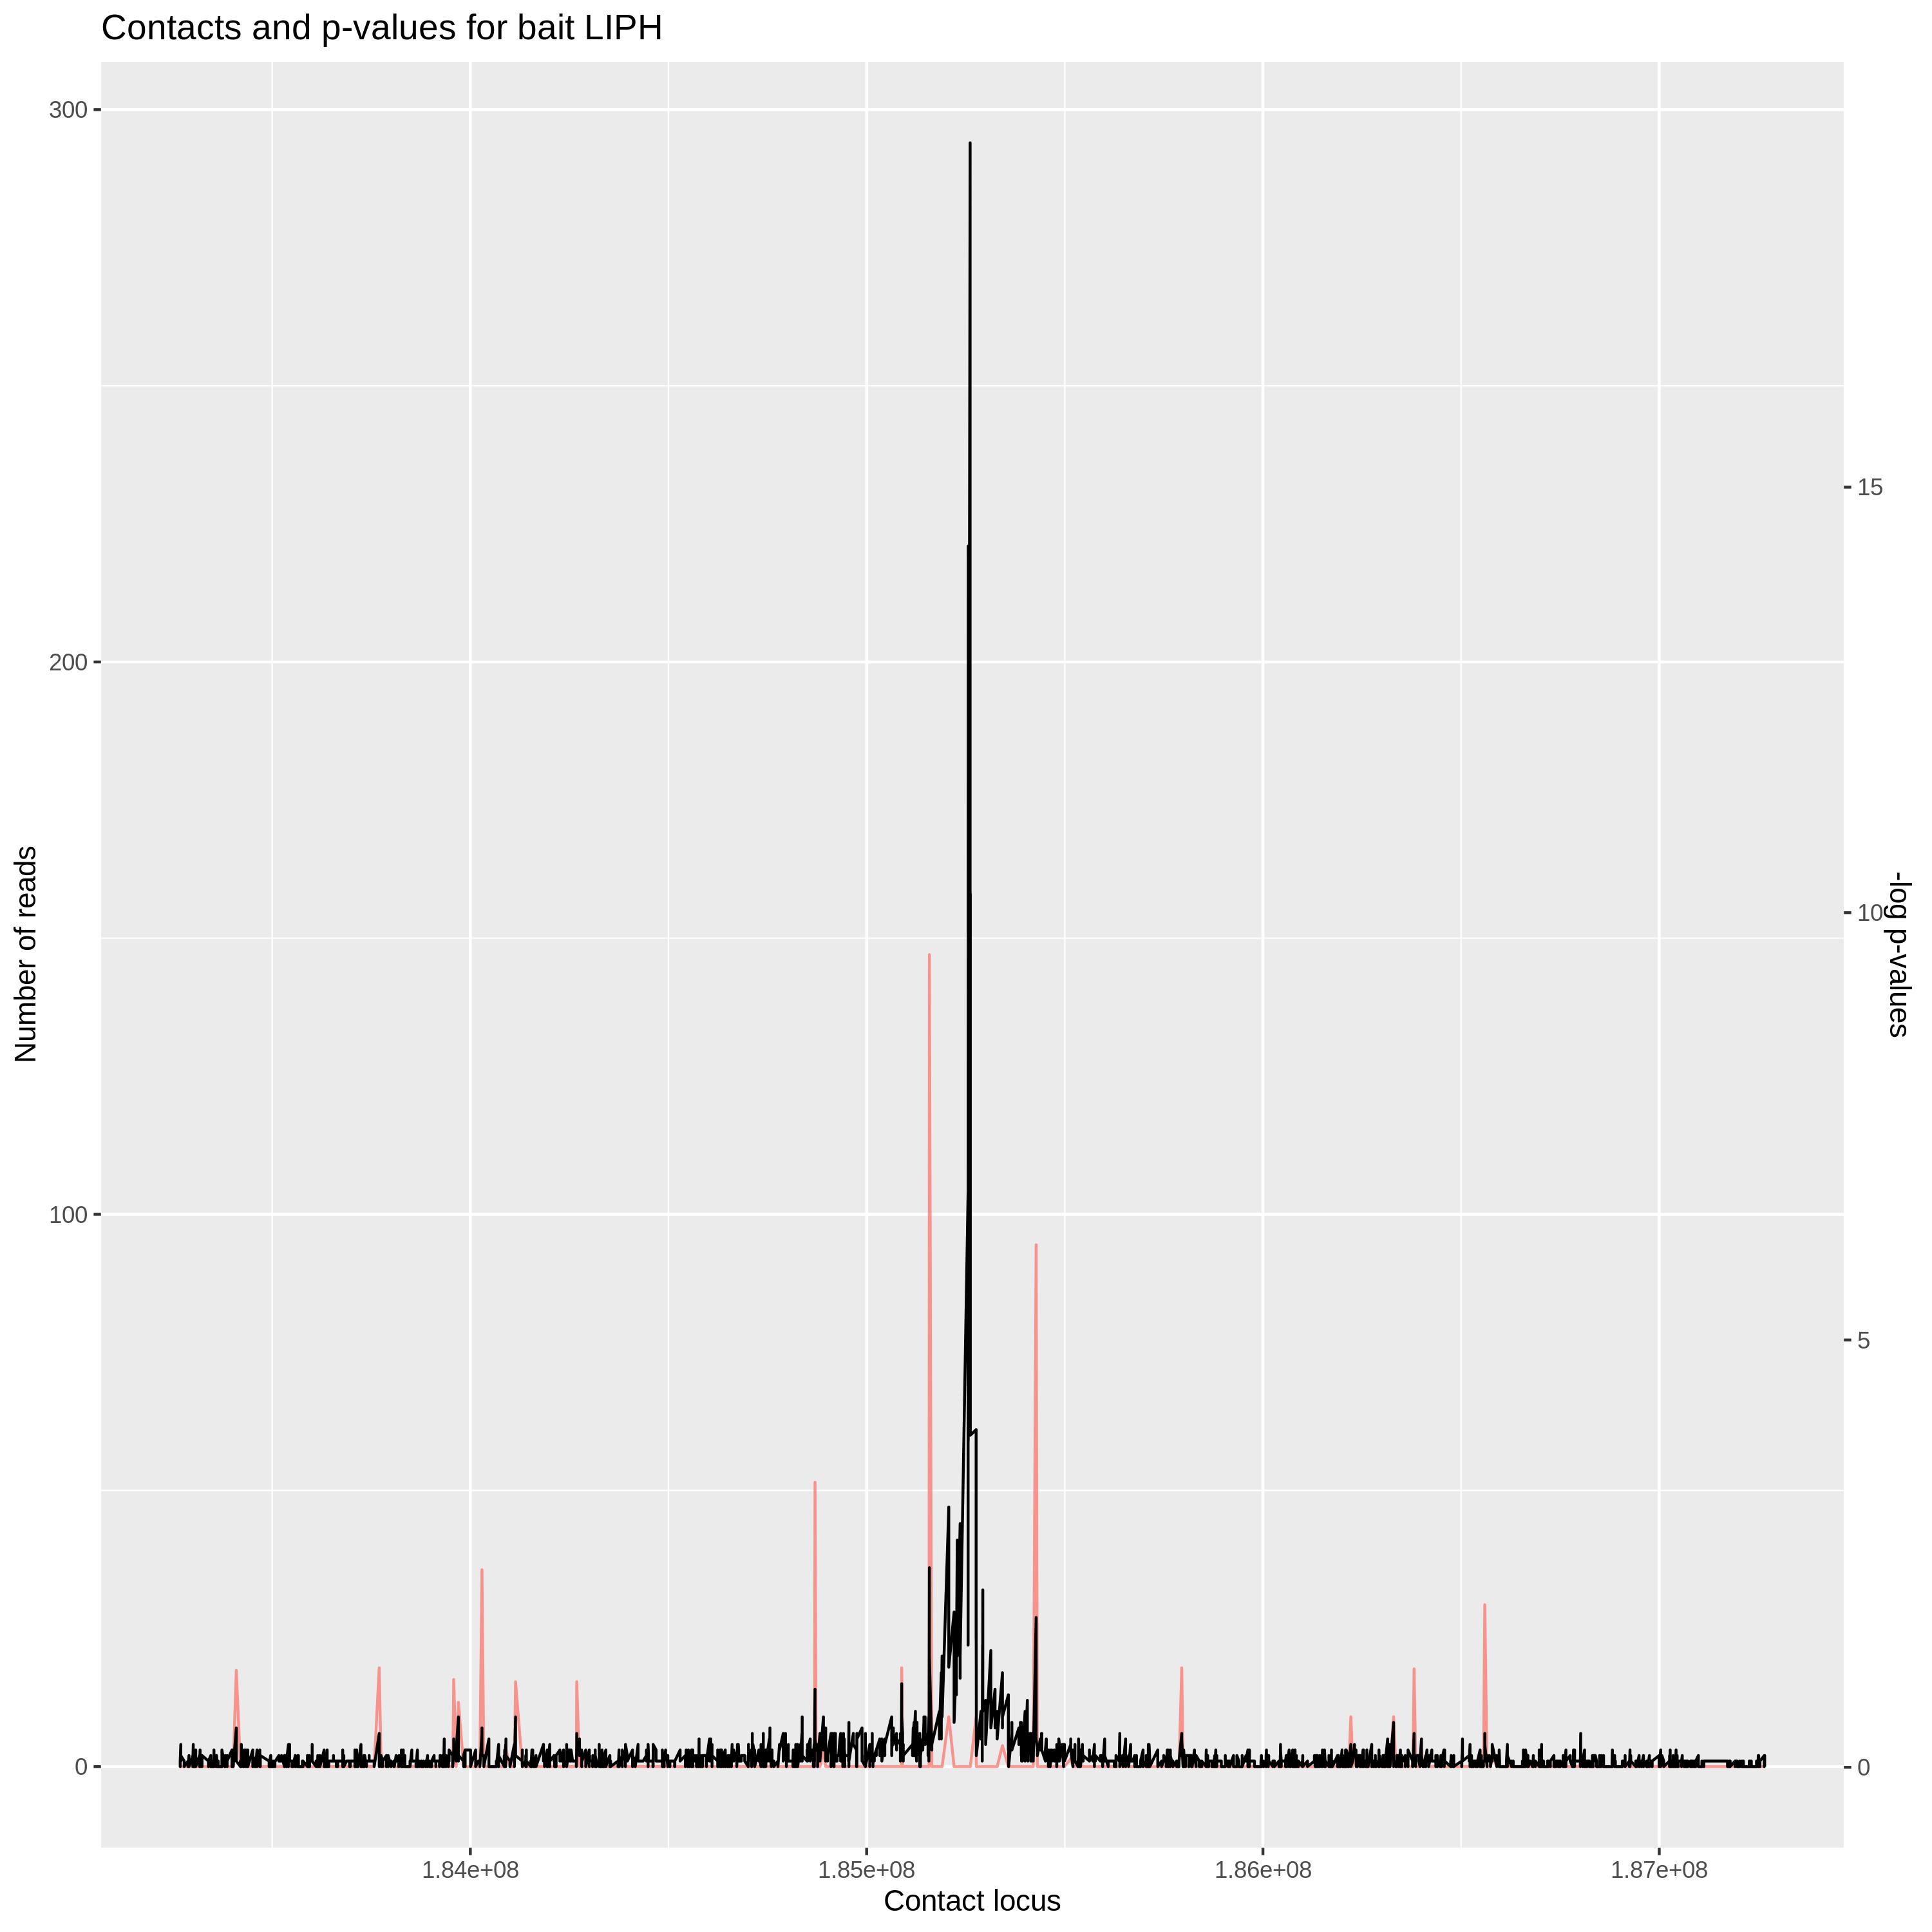 Contacts and p-values for bait LIPH
300
200
100
0
Number of reads
15
10
5
0
-log p-values
1.84e+08 1.85e+08 1.86e+08 1.87e+08
Contact locus